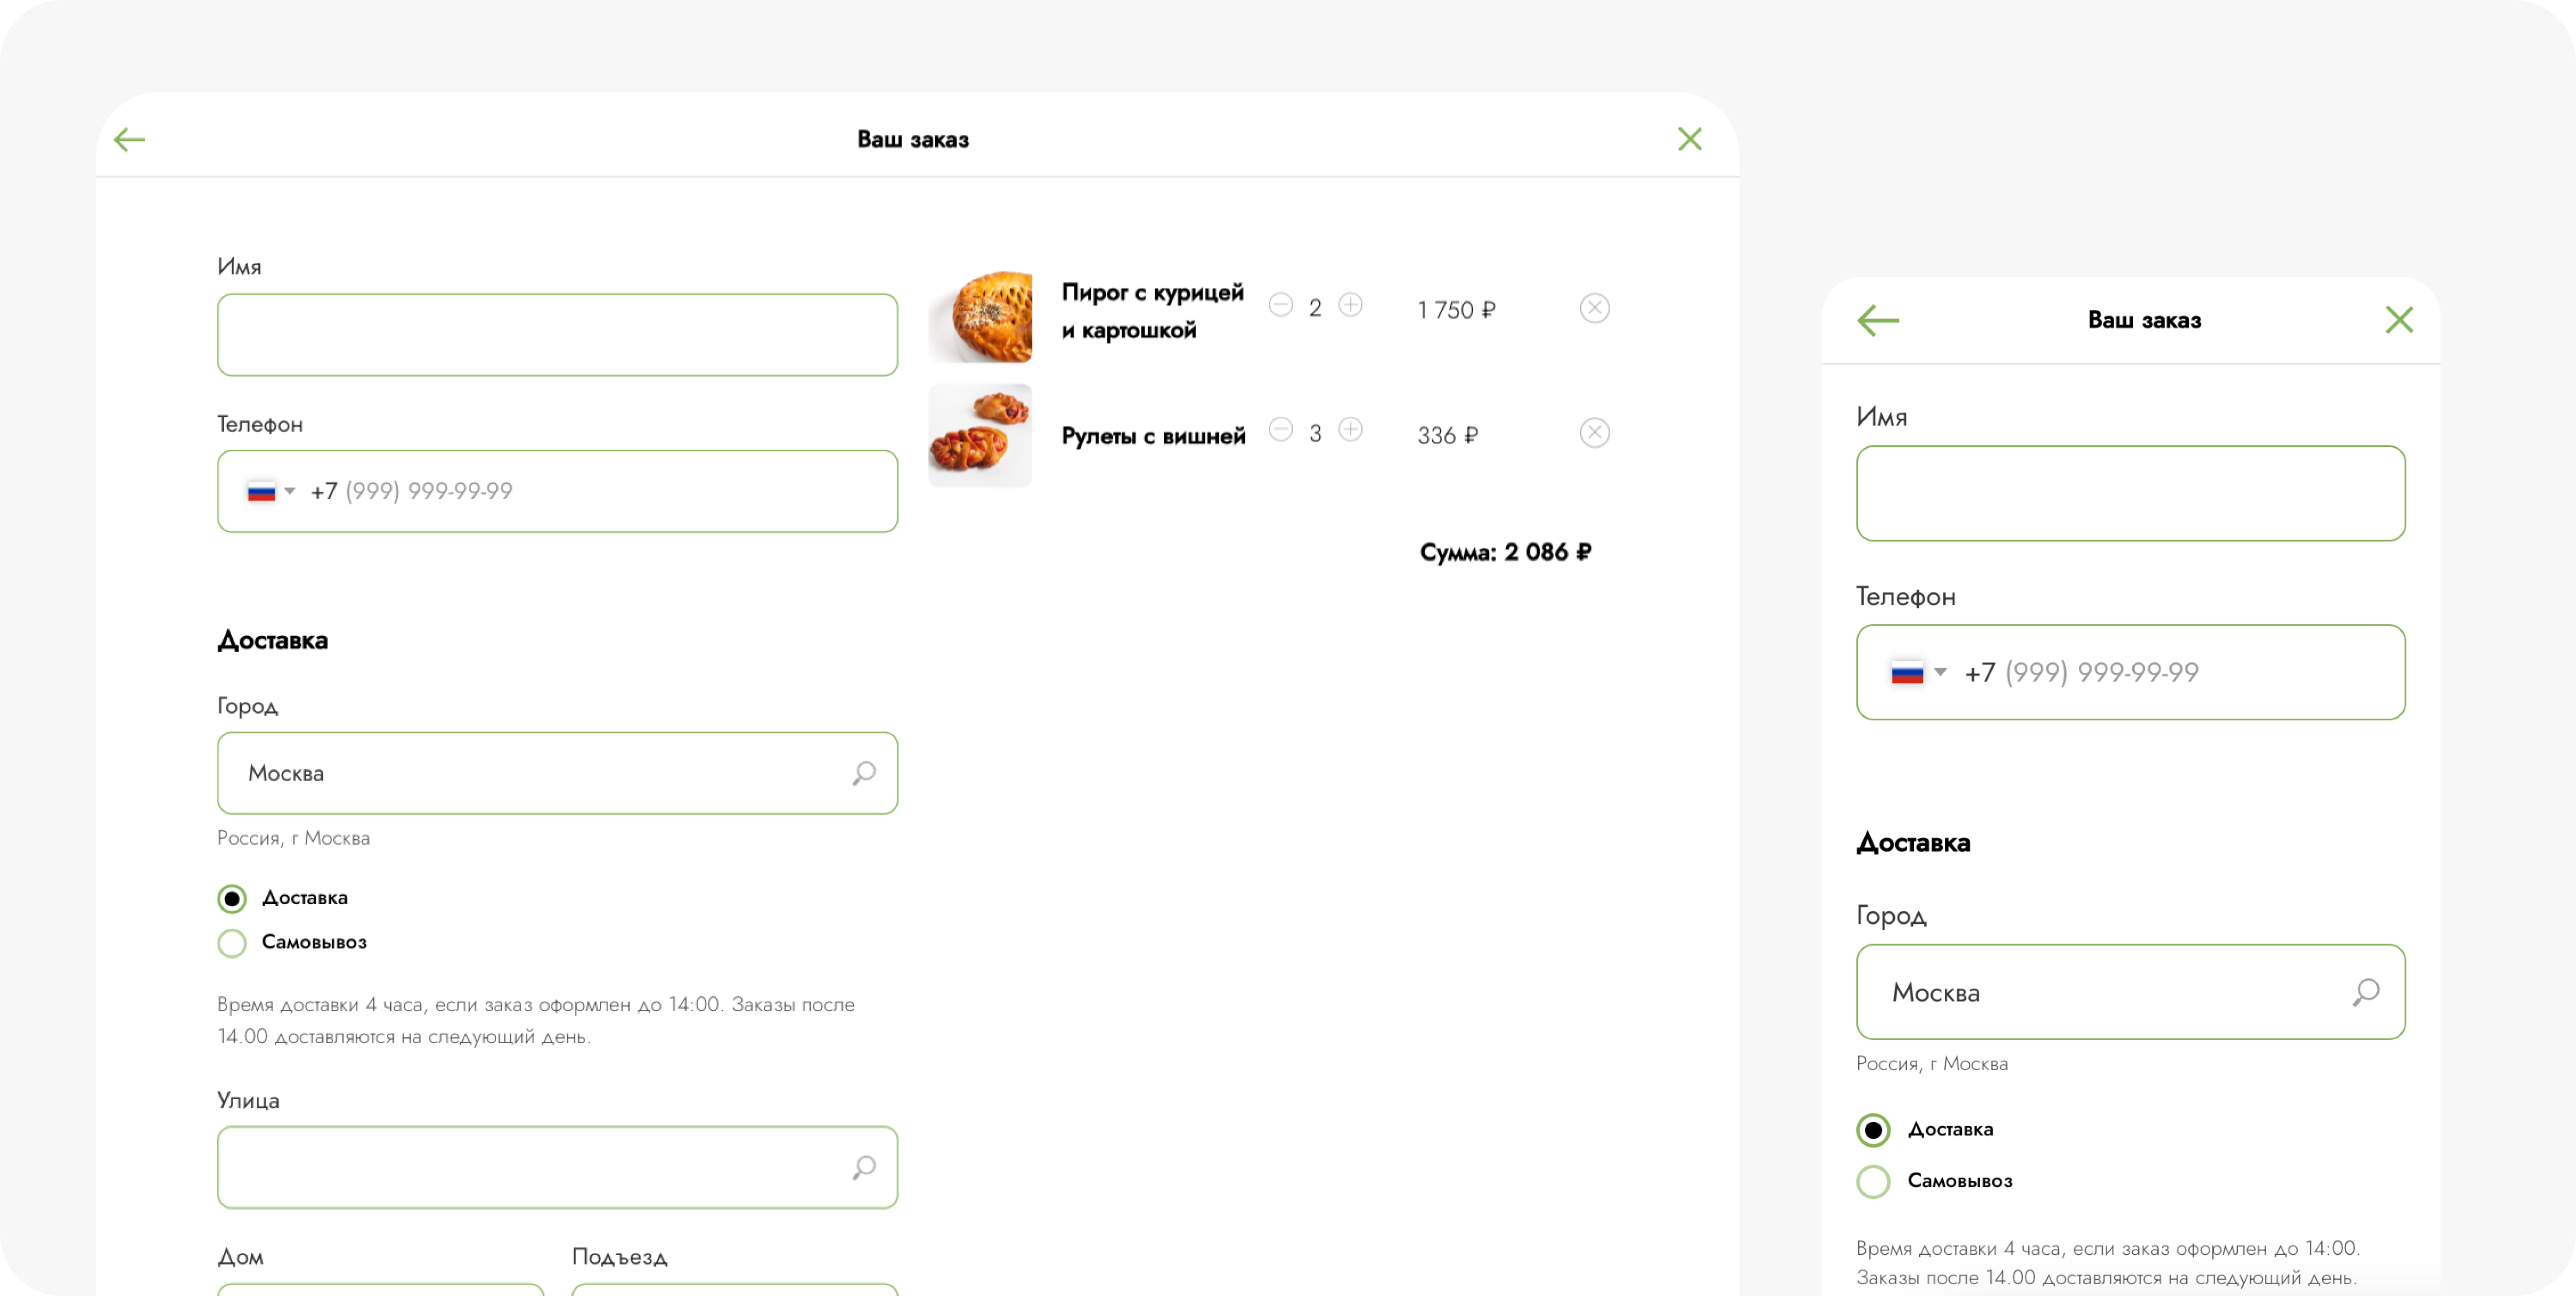 Ваш заказ
Имя
Телефон
+7 (999) 999-99-99
Доставка
Город
Москва
Россия, г Москва
Доставка
Самовывоз
Время доставки 4 часа, если заказ оформлен до 14:00. Заказы после
14.00 доставляются на следующий день.
Улица
Дом Подъезд
Пирог с курицей
и картошкой
2
1 750 ₽
Рулеты с вишней
3
336 ₽
Сумма: 2 086 ₽
Ваш заказ
Имя
Телефон
+7 (999) 999-99-99
Доставка
Город
Москва
Россия, г Москва
Доставка
Самовывоз
Время доставки 4 часа, если заказ оформлен до 14:00.
Заказы после 14.00 доставляются на следующий день.